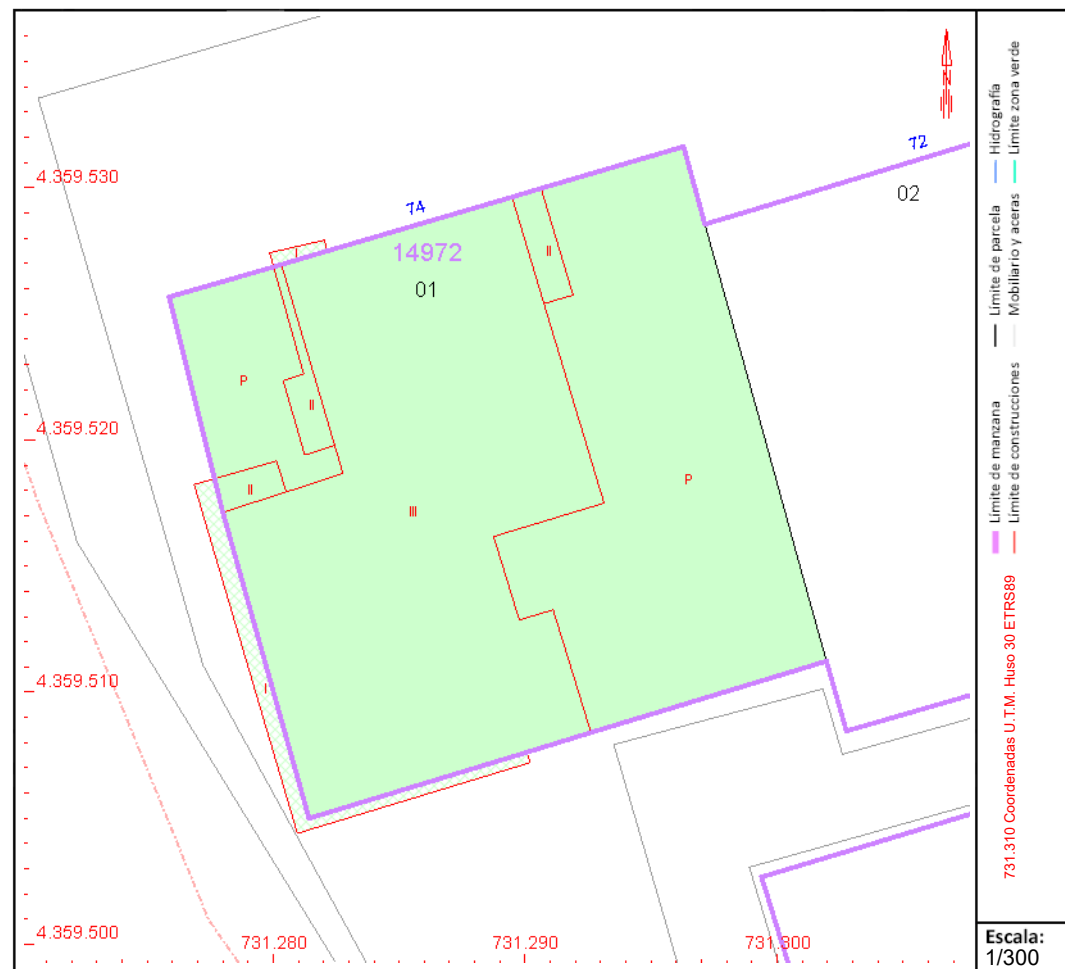 72
4.359.530
02
74
14972
II
I
01
P
II
4.359.520
P
II
III
4.359.510
I
4.359.500
731.280
731.290
731.300
N
Hidrografía
Límite zona verde
Límite de parcela
Mobiliario y aceras
Límite de manzana
Límite de construcciones
731.310 Coordenadas U.T.M. Huso 30 ETRS89
Escala:
1/300